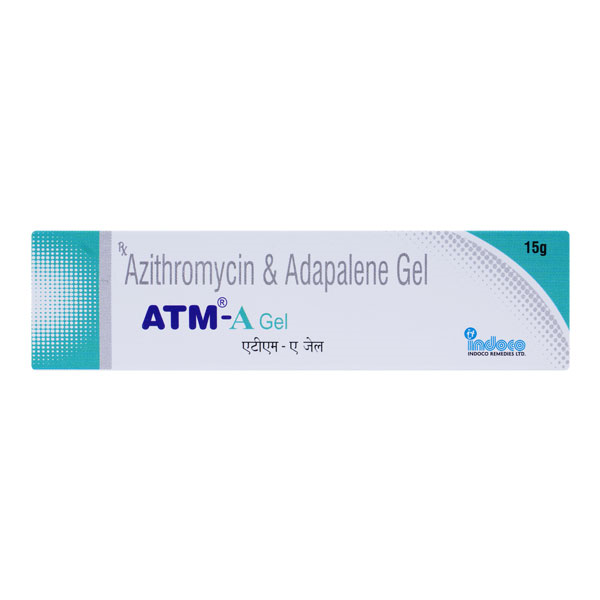 15g
Rx
Azithromycin & Adapalene Gel
ATM®-A Gel
एटीएम - ए जेल
indoco
INDOCO REMEDIES LTD.